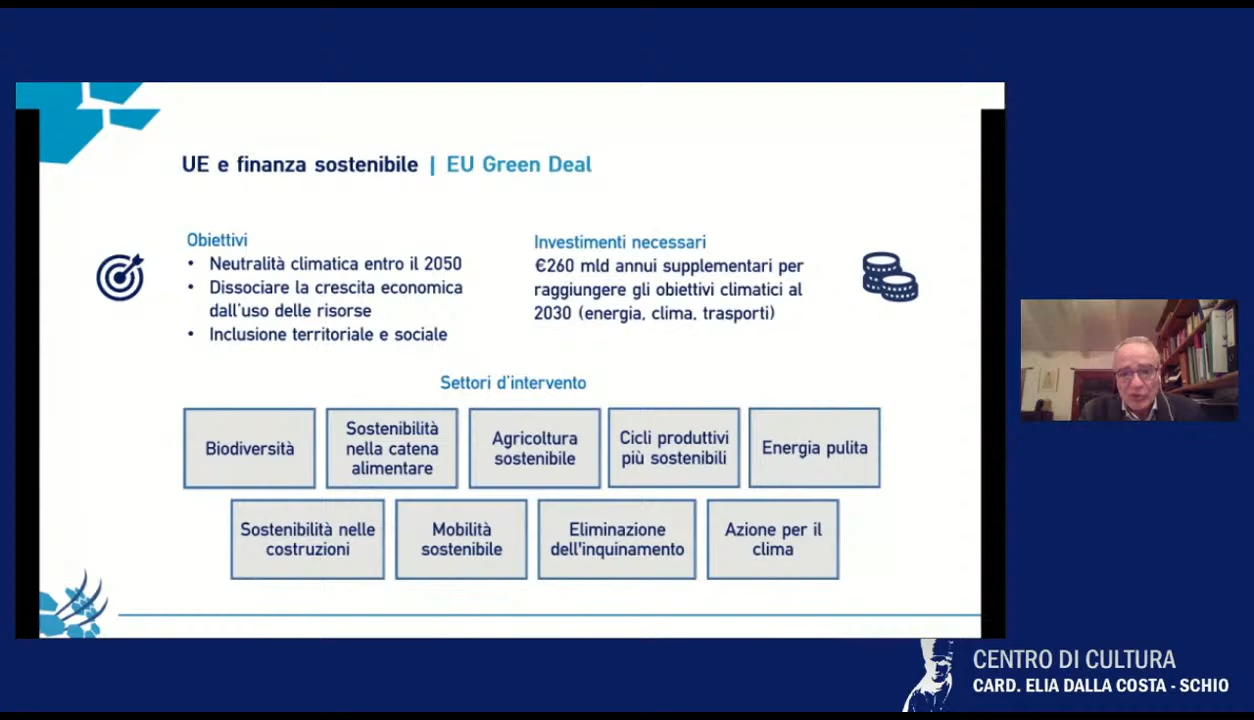 UE e finanza sostenibile | EU Green Deal
Obiettivi
• Neutralità climatica entro il 2050
• Dissociare la crescita economica
dall'uso delle risorse
• Inclusione territoriale e sociale
Investimenti necessari
€260 mld annui supplementari per
raggiungere gli obiettivi climatici al
2030 (energia, clima, trasporti)
Settori d'intervento
Biodiversità
Sostenibilità
nella catena
alimentare
Agricoltura
sostenibile
Cicli produttivi
più sostenibili
Energia pulita
Sostenibilità nelle
costruzioni
Mobilità
sostenibile
Eliminazione
dell'inquinamento
Azione per il
clima
CENTRO DI CULTURA
CARD. ELIA DALLA COSTA - SCHIO